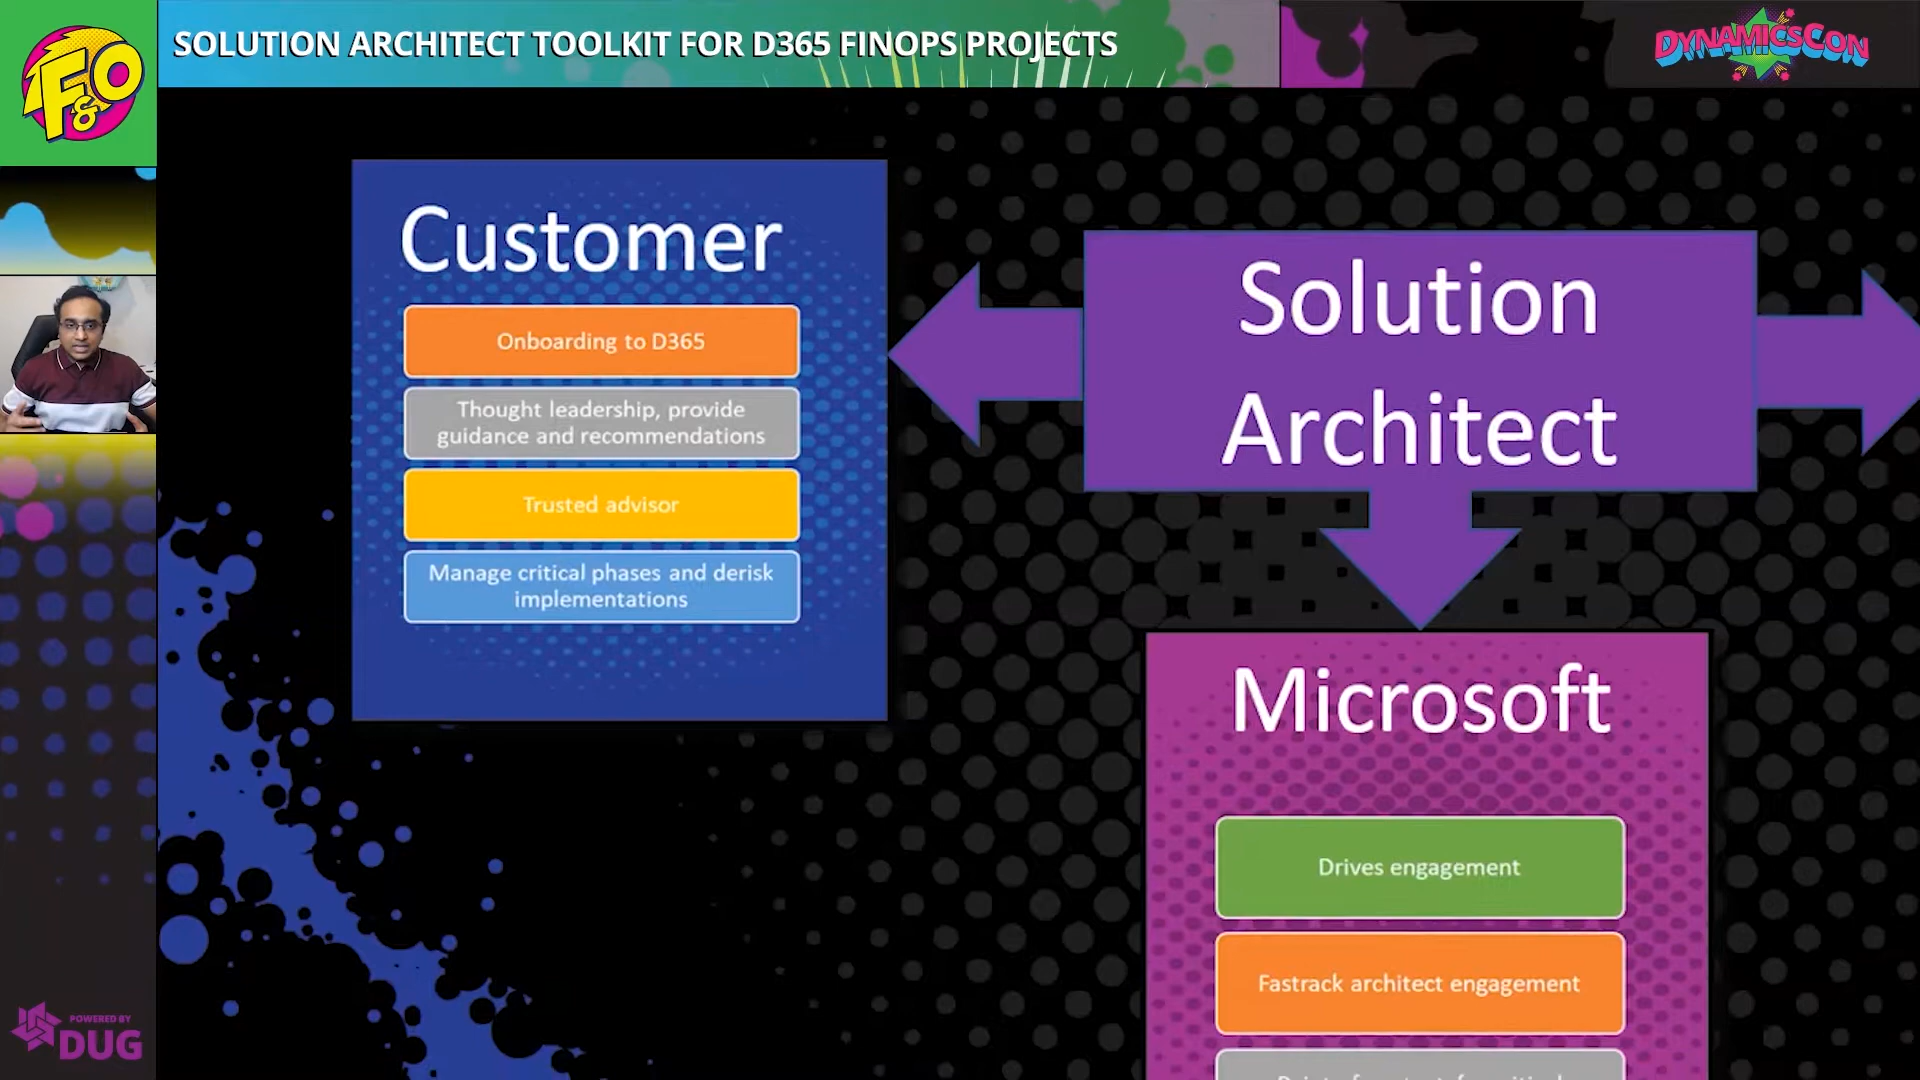 F&O
SOLUTION ARCHITECT TOOLKIT FOR D365 FINOPS PROJECTS
DYNAMICSCON
Customer
Onboarding to D365
Thought leadership, provide
guidance and recommendations
Trusted advisor
Manage critical phases and derisk
implementations
Solution
Architect
Microsoft
Drives engagement
Fastrack architect engagement
POWERED BY
DUG